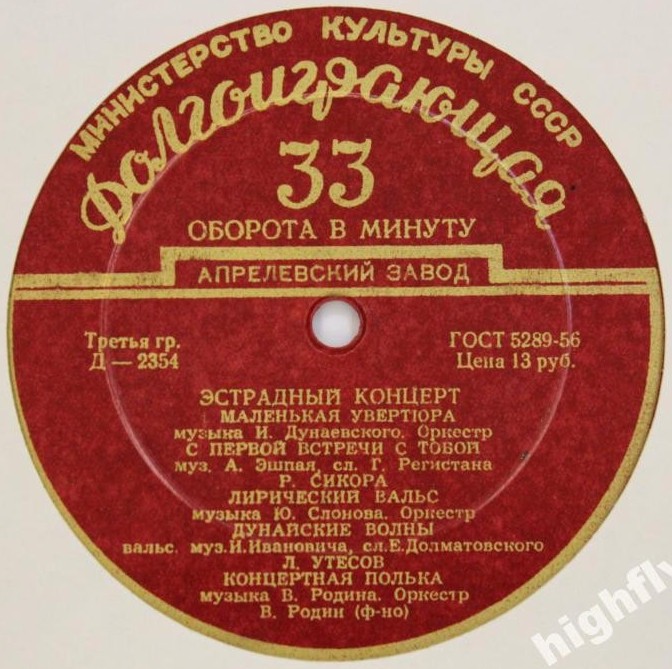 МИНИСТЕРСТВО КУЛЬТУРЫ СССР
Долгоиграющая
33
ОБОРОТА В МИНУТУ
АПРЕЛЕВСКИЙ ЗАВОД
Третья гр.
Д — 2354
ГОСТ 5289-56
Цена 13 руб.
ЭСТРАДНЫЙ КОНЦЕРТ
МАЛЕНЬКАЯ УВЕРТЮРА
музыка И. Дунаевского. Оркестр
С ПЕРВОЙ ВСТРЕЧИ С ТОБОЙ
муз. А. Эшпая, сл. Г. Регистана
Р. СИКОРА
ЛИРИЧЕСКИЙ ВАЛЬС
музыка Ю. Слонова. Оркестр
ДУНАЙСКИЕ ВОЛНЫ
вальс. муз.И.Ивановича, сл.Е.Долматовского
Л. УТЕСОВ
КОНЦЕРТНАЯ ПОЛЬКА
музыка В. Родина. Оркестр
В. Родин (ф-но)
highfly